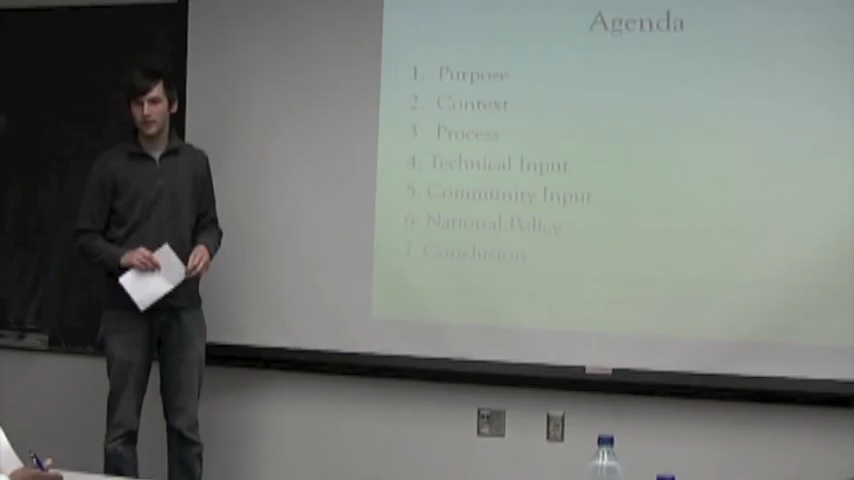 Agenda
1. Purpose
2. Context
3. Process
4. Technical Input
5. Community Input
6. National Policy
7. Conclusion